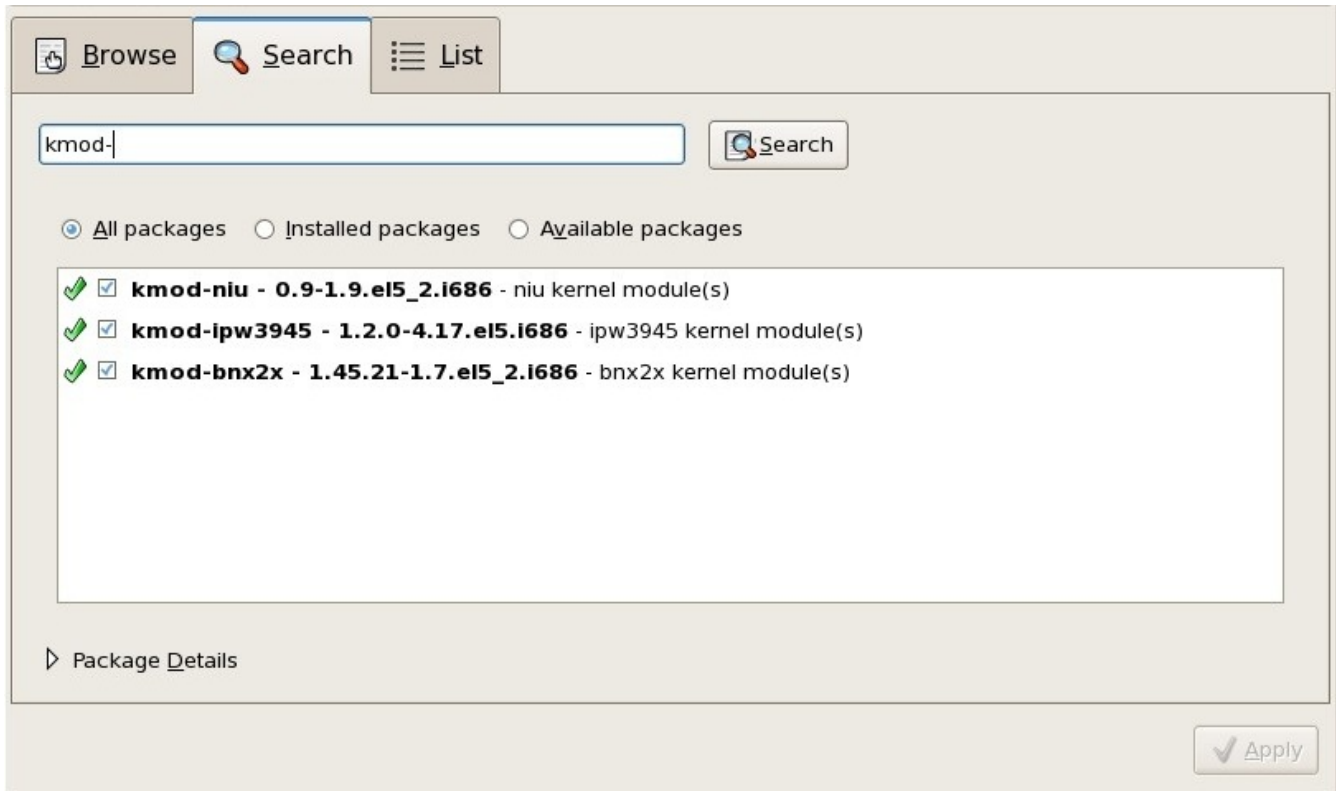 Browse Search List
kmod- Search
All packages Installed packages Available packages
kmod-niu - 0.9-1.9.el5_2.i686 - niu kernel module(s)
kmod-ipw3945 - 1.2.0-4.17.el5.i686 - ipw3945 kernel module(s)
kmod-bnx2x - 1.45.21-1.7.el5_2.i686 - bnx2x kernel module(s)
Package Details
Apply